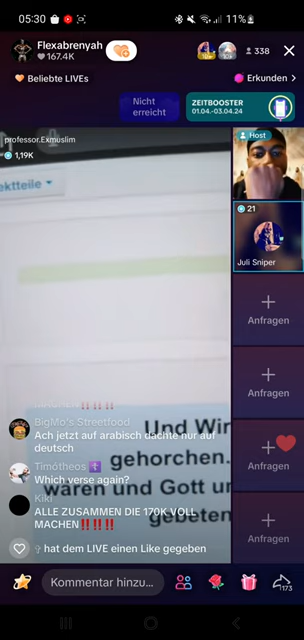 05:30
11%
Flexabrenyah
167.4K
338
Beliebte LIVEs
Erkunden >
Nicht
erreicht
ZEITBOOSTER
01.04.-03.04.24
professor.Exmuslim
1,19K
Host
ektteile
21
Juli Sniper
Anfragen
Anfragen
Anfragen
Anfragen
BigMo's Streetfood
Ach jetzt auf arabisch dachte nur auf
deutsch
Timótheos
Which verse again?
Kiki
ALLE ZUSAMMEN DIE 170K VOLL
MACHEN‼️‼️‼️
hat dem LIVE einen Like gegeben
Und Wir
gehorchen.
waren und Gott un
gebeten
Kommentar hinzu...
173